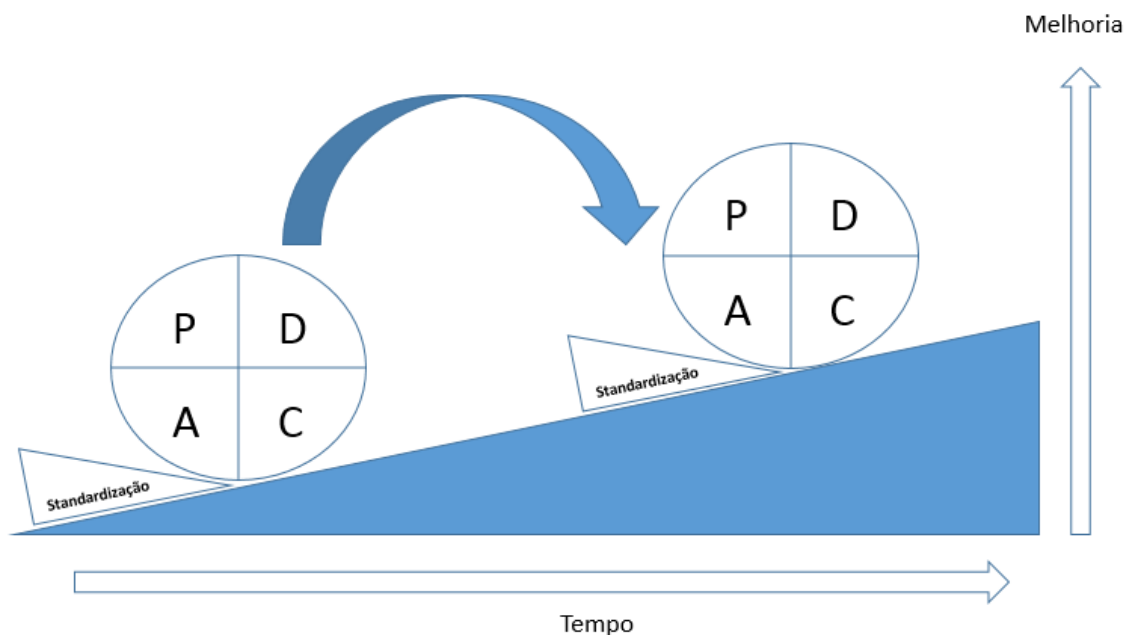 Melhoria
P D
A C
Standardização
P D
A C
Standardização
Tempo